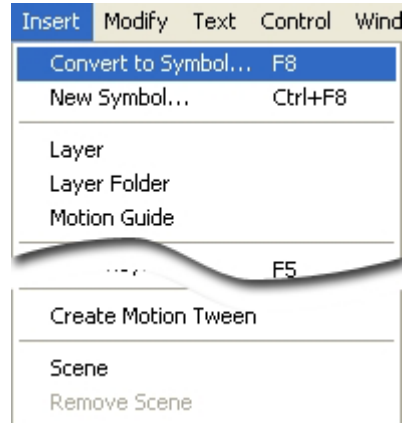 Insert Modify Text Control Wind
Convert to Symbol... F8
New Symbol... Ctrl+F8
Layer
Layer Folder
Motion Guide
F5
Create Motion Tween
Scene
Remove Scene